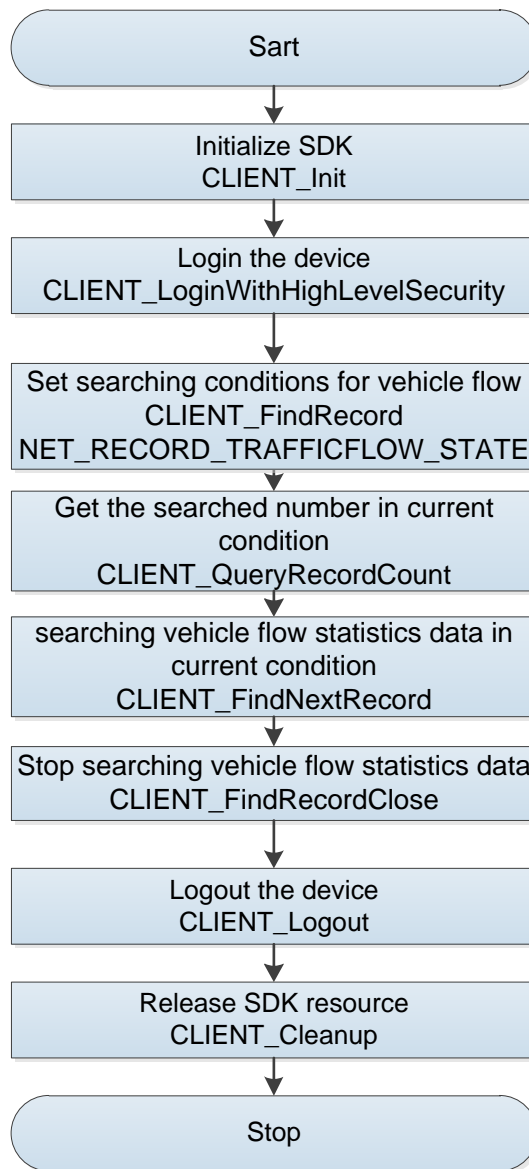 Sart
Initialize SDK
CLIENT_Init
Login the device
CLIENT_LoginWithHighLevelSecurity
Set searching conditions for vehicle flow
CLIENT_FindRecord
NET_RECORD_TRAFFICFLOW_STATE
Get the searched number in current
condition
CLIENT_QueryRecordCount
searching vehicle flow statistics data in
current condition
CLIENT_FindNextRecord
Stop searching vehicle flow statistics data
CLIENT_FindRecordClose
Logout the device
CLIENT_Logout
Release SDK resource
CLIENT_Cleanup
Stop